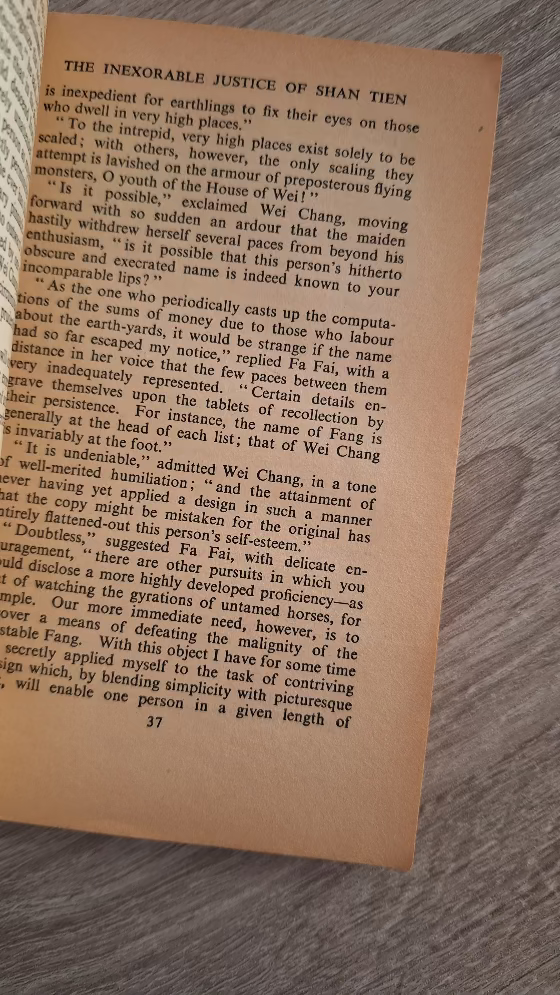 THE INEXORABLE JUSTICE OF SHAN TIEN
is inexpedient for earthlings to fix their eyes on those
who dwell in very high places.”
“To the intrepid, very high places exist solely to be
scaled; with others, however, the only scaling they
attempt is lavished on the armour of preposterous flying
monsters, O youth of the House of Wei!”
“Is it possible,” exclaimed Wei Chang, moving
forward with so sudden an ardour that the maiden
hastily withdrew herself several paces from beyond his
enthusiasm, “is it possible that this person’s hitherto
obscure and execrated name is indeed known to your
incomparable lips?”
“As the one who periodically casts up the computa-
tions of the sums of money due to those who labour
about the earth-yards, it would be strange if the name
had so far escaped my notice,” replied Fa Fai, with a
distance in her voice that the few paces between them
very inadequately represented. “Certain details en-
grave themselves upon the tablets of recollection by
their persistence. For instance, the name of Fang is
generally at the head of each list; that of Wei Chang
s invariably at the foot.”
“It is undeniable,” admitted Wei Chang, in a tone
of well-merited humiliation; “and the attainment of
ever having yet applied a design in such a manner
hat the copy might be mistaken for the original has
ntirely flattened-out this person’s self-esteem.”
“Doubtless,” suggested Fa Fai, with delicate en-
uragement, “there are other pursuits in which you
uld disclose a more highly developed proficiency—as
t of watching the gyrations of untamed horses, for
mple. Our more immediate need, however, is to
over a means of defeating the malignity of the
stable Fang. With this object I have for some time
secretly applied myself to the task of contriving
sign which, by blending simplicity with picturesque
, will enable one person in a given length of
37